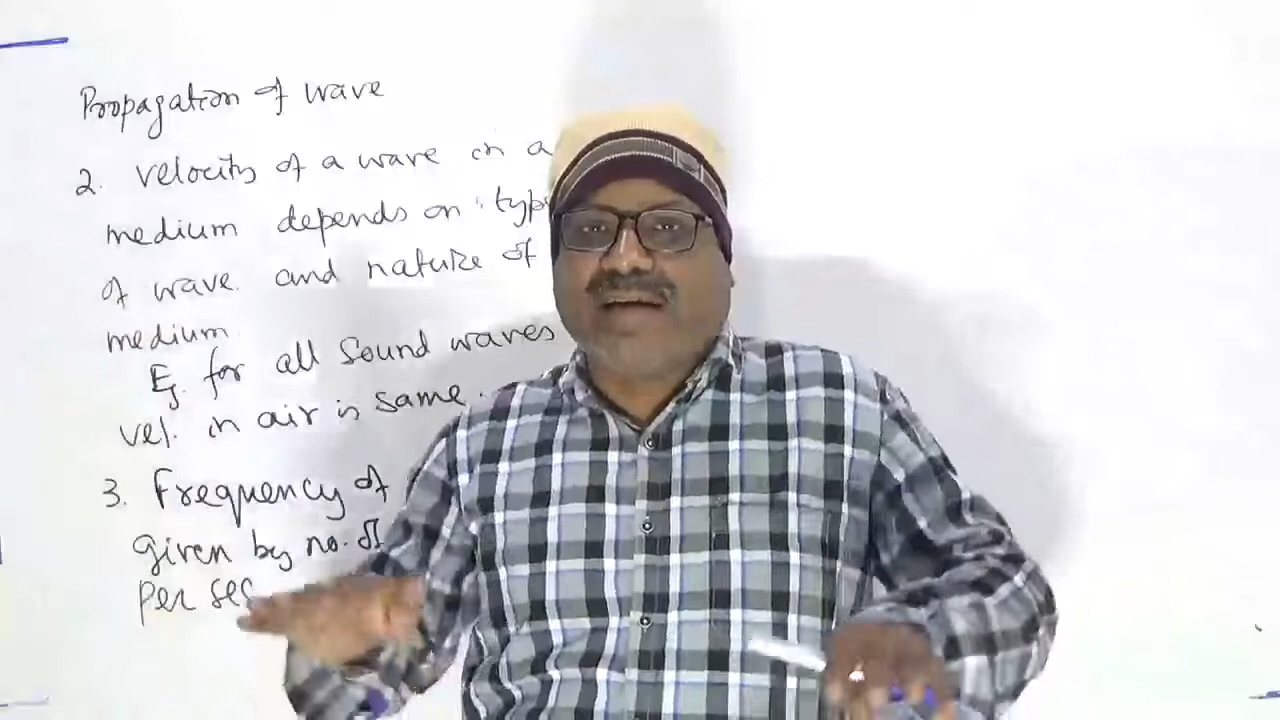 Propagation of wave
2. Velocity of a wave in a
medium depends on typ
of wave and nature of
medium
Eg. for all Sound waves
vel. in air is same.
3. Frequency of
given by no. of
per sec